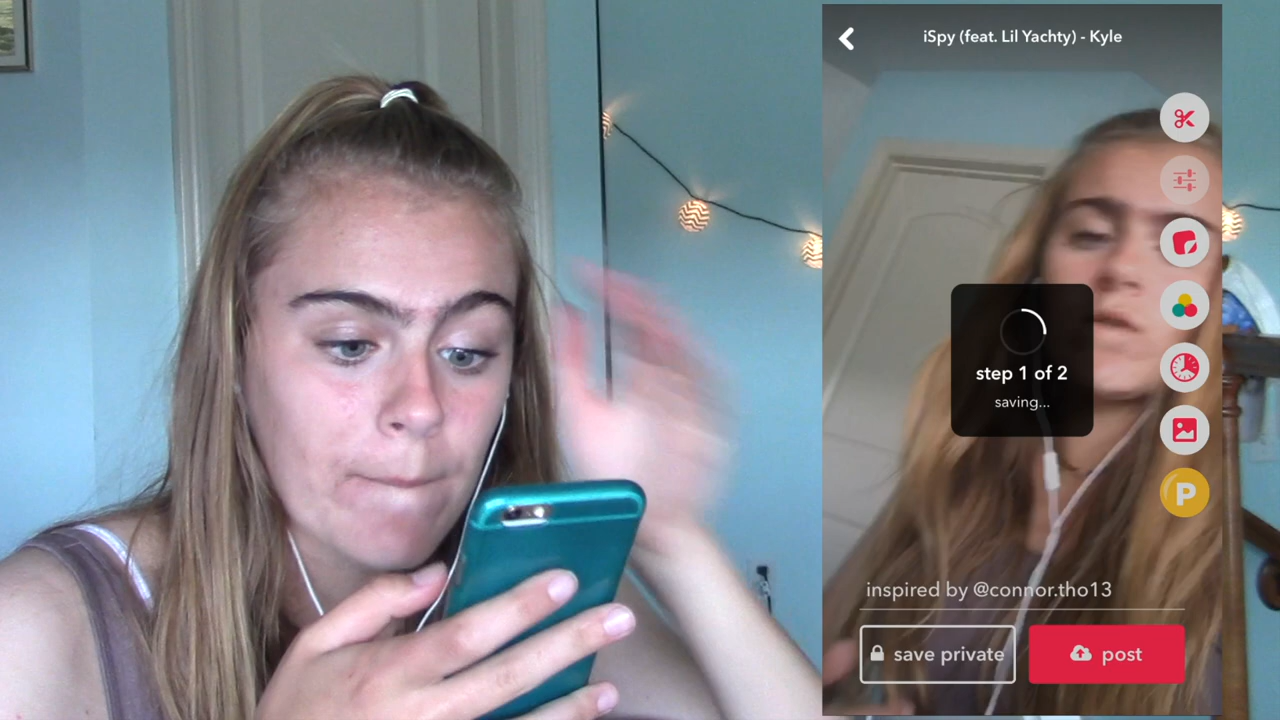 iSpy (feat. Lil Yachty) - Kyle
step 1 of 2
saving...
P
inspired by @connor.tho13
save private
post